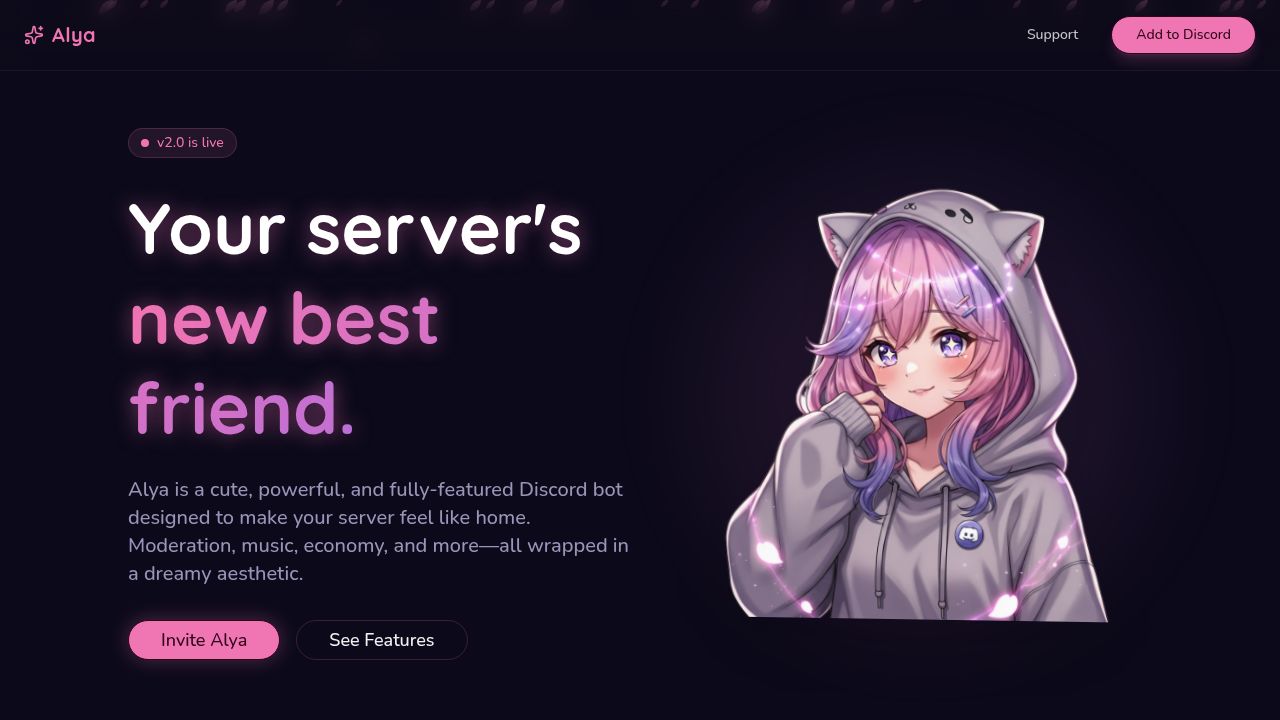 Alya
Support
Add to Discord
v2.0 is live
Your server's
new best
friend.
Alya is a cute, powerful, and fully-featured Discord bot
designed to make your server feel like home.
Moderation, music, economy, and more—all wrapped in
a dreamy aesthetic.
Invite Alya
See Features